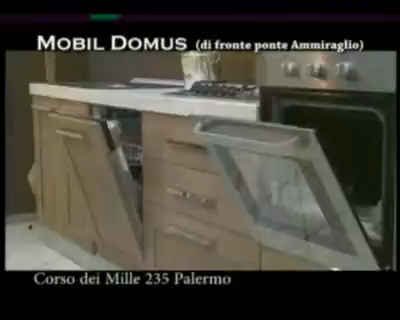 MOBIL DOMUS (di fronte ponte Ammiraglio)
Corso dei Mille 235 Palermo